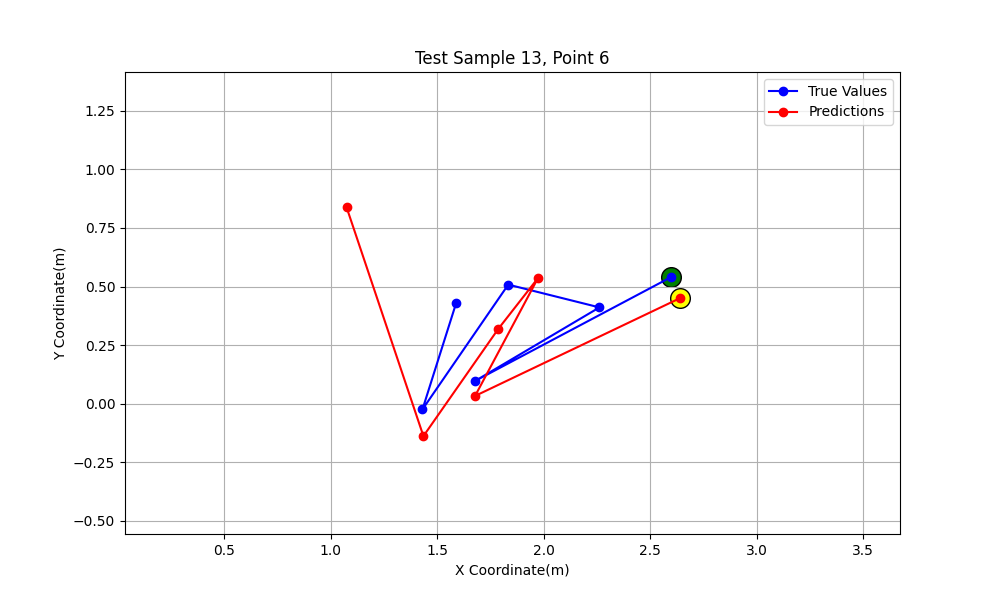 Test Sample 13, Point 6
True Values
Predictions
Y Coordinate(m)
1.25
1.00
0.75
0.50
0.25
0.00
−0.25
−0.50
0.5 1.0 1.5 2.0 2.5 3.0 3.5
X Coordinate(m)